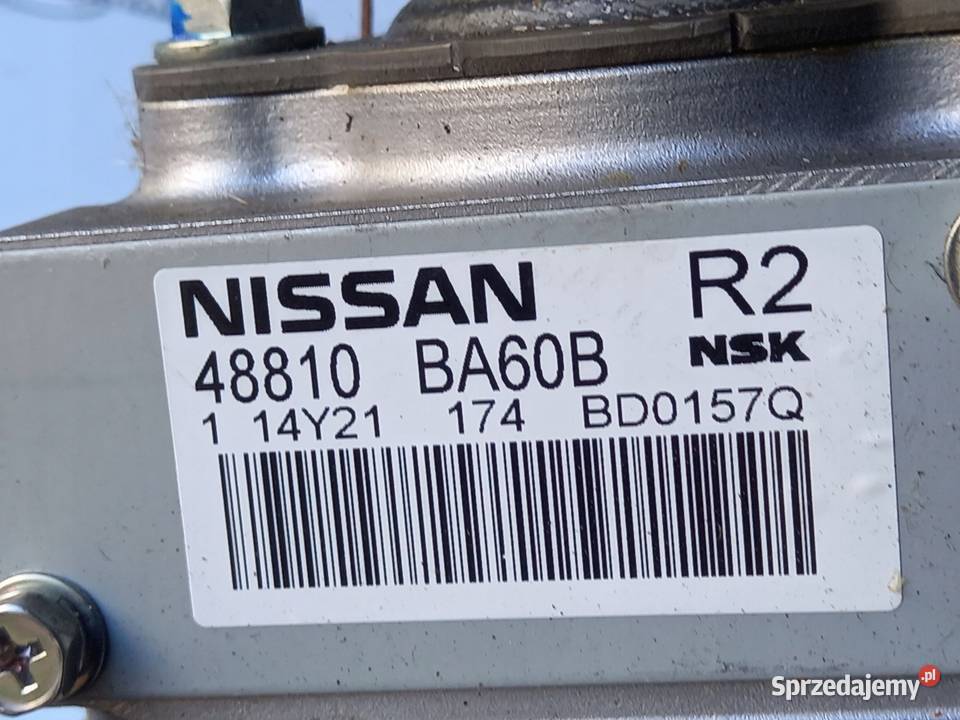 NISSAN R2
48810 BA60B NSK
1 14Y21 174 BD0157Q
Sprzedajemy.pl